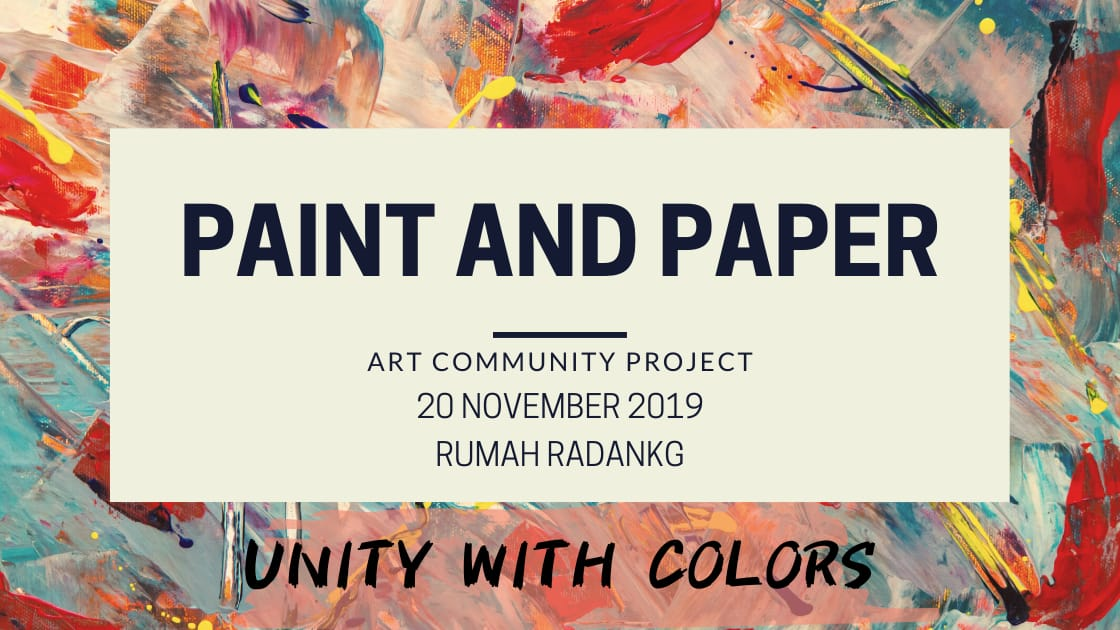 PAINT AND PAPER
ART COMMUNITY PROJECT
20 NOVEMBER 2019
RUMAH RADANKG
UNITY WITH COLORS